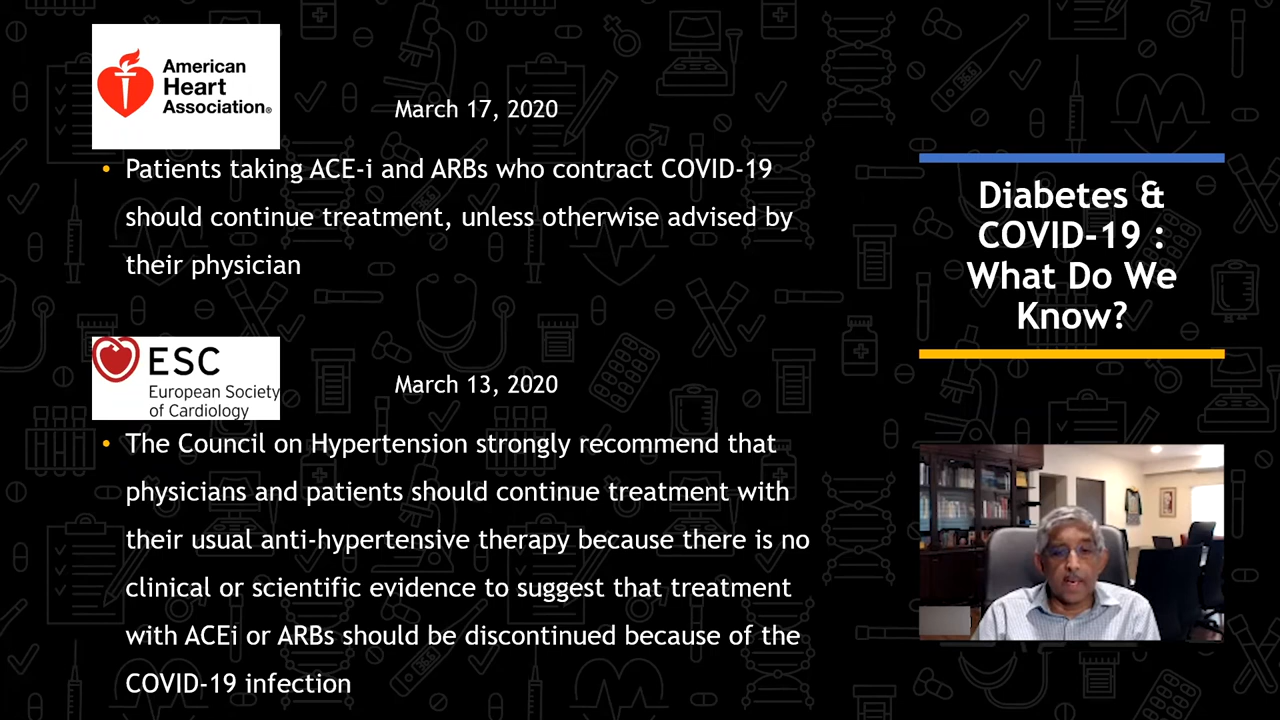 American
Heart
Association®
March 17, 2020
• Patients taking ACE-i and ARBs who contract COVID-19
should continue treatment, unless otherwise advised by
their physician
ESC
European Society
of Cardiology
March 13, 2020
• The Council on Hypertension strongly recommend that
physicians and patients should continue treatment with
their usual anti-hypertensive therapy because there is no
clinical or scientific evidence to suggest that treatment
with ACEi or ARBs should be discontinued because of the
COVID-19 infection
Diabetes &
COVID-19 :
What Do We
Know?